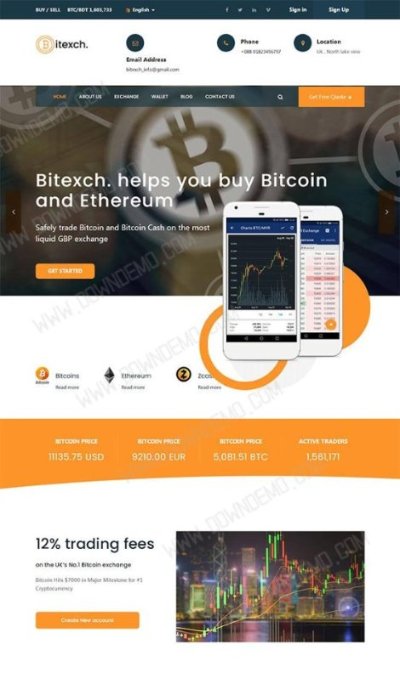 BUY / SELL BTC/BDT 1,603,733 English Sign In Sign Up
Bitexch.
Email Address
bitexch_info@gmail.com
Phone
+088 01823456707
Location
UK . North lake view
HOME ABOUT US EXCHANGE WALLET BLOG CONTACT US
Get Free Quote
Bitexch. helps you buy Bitcoin
and Ethereum
Safely trade Bitcoin and Bitcoin Cash on the most
liquid GBP exchange
GET STARTED
Bitcoins
Read more
Ethereum
Read more
Read more
BITCOIN PRICE
11135.75 USD
BITCOIN PRICE
9210.00 EUR
BITCOIN PRICE
5,081.51 BTC
ACTIVE TRADERS
1,561,171
12% trading fees
on the UK's No.1 Bitcoin exchange
Bitcoin Hits $7000 in Major Milestone for #1
Cryptocurrency
Create New account
WWW.DOWNDEMO.COM